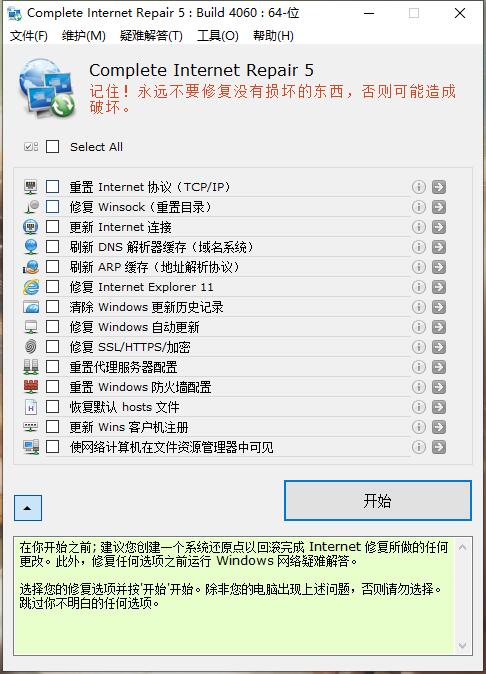 Complete Internet Repair 5 : Build 4060 : 64-位
文件(F) 维护(M) 疑难解答(T) 工具(O) 帮助(H)
Complete Internet Repair 5
记住！永远不要修复没有损坏的东西，否则可能造成
破坏。
Select All
重置 Internet 协议（TCP/IP）
修复 Winsock（重置目录）
更新 Internet 连接
刷新 DNS 解析器缓存（域名系统）
刷新 ARP 缓存（地址解析协议）
修复 Internet Explorer 11
清除 Windows 更新历史记录
修复 Windows 自动更新
修复 SSL/HTTPS/加密
重置代理服务器配置
重置 Windows 防火墙配置
恢复默认 hosts 文件
更新 Wins 客户机注册
使网络计算机在文件资源管理器中可见
开始
在你开始之前; 建议您创建一个系统还原点以回滚完成 Internet 修复所做的任何
更改。此外，修复任何选项之前运行 Windows 网络疑难解答。
选择您的修复选项并按'开始'开始。除非您的电脑出现上述问题，否则请勿选择。
跳过你不明白的任何选项。